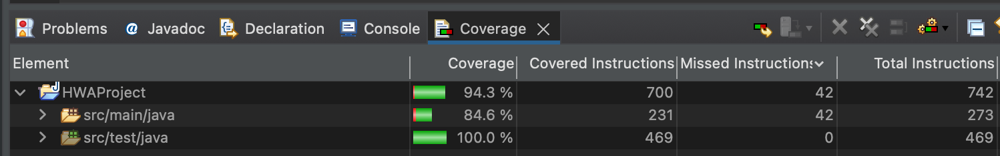 Problems @ Javadoc Declaration Console Coverage
Element Coverage Covered Instructions Missed Instructions Total Instructions
HWAProject 94.3 % 700 42 742
src/main/java 84.6 % 231 42 273
src/test/java 100.0 % 469 0 469